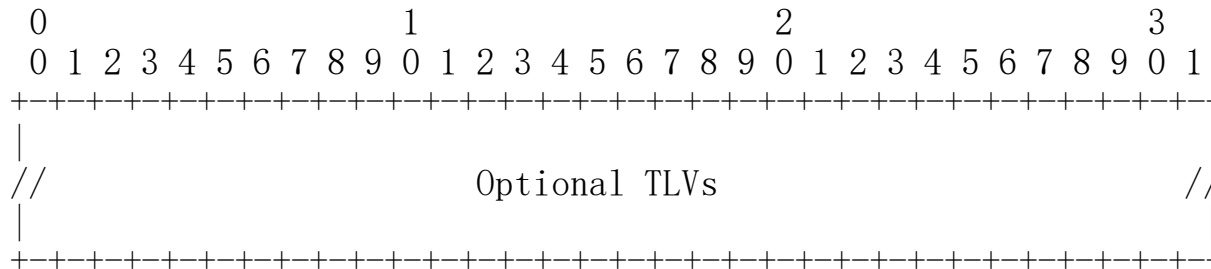 0                   1                   2                   3
0 1 2 3 4 5 6 7 8 9 0 1 2 3 4 5 6 7 8 9 0 1 2 3 4 5 6 7 8 9 0 1
+-+-+-+-+-+-+-+-+-+-+-+-+-+-+-+-+-+-+-+-+-+-+-+-+-+-+-+-+-+-+-+-
|
//                       Optional TLVs                         //
|
+-+-+-+-+-+-+-+-+-+-+-+-+-+-+-+-+-+-+-+-+-+-+-+-+-+-+-+-+-+-+-+-